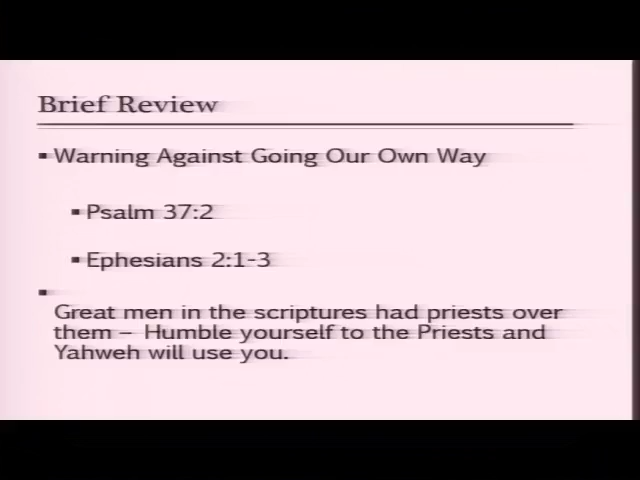 Brief Review
▪ Warning Against Going Our Own Way
▪ Psalm 37:2
▪ Ephesians 2:1-3
▪
Great men in the scriptures had priests over
them – Humble yourself to the Priests and
Yahweh will use you.